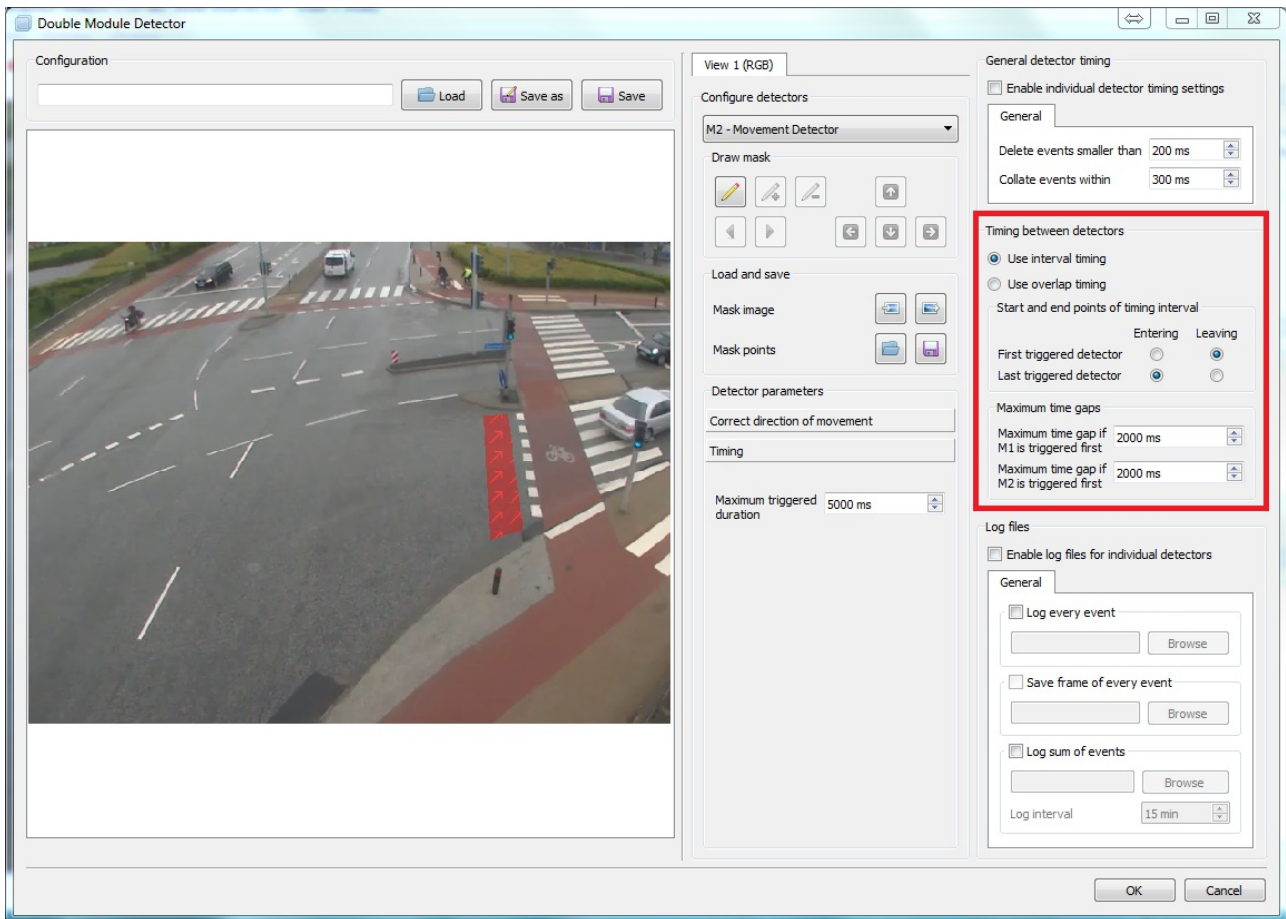 Double Module Detector
Configuration
Load
Save as
Save
View 1 (RGB)
Configure detectors
M2 - Movement Detector
Draw mask
Load and save
Mask image
Mask points
Detector parameters
Correct direction of movement
Timing
Maximum triggered
duration
5000 ms
General detector timing
Enable individual detector timing settings
General
Delete events smaller than 200 ms
Collate events within 300 ms
Timing between detectors
Use interval timing
Use overlap timing
Start and end points of timing interval
Entering Leaving
First triggered detector
Last triggered detector
Maximum time gaps
Maximum time gap if
M1 is triggered first
2000 ms
Maximum time gap if
M2 is triggered first
2000 ms
Log files
Enable log files for individual detectors
General
Log every event
Browse
Save frame of every event
Browse
Log sum of events
Browse
Log interval 15 min
OK Cancel